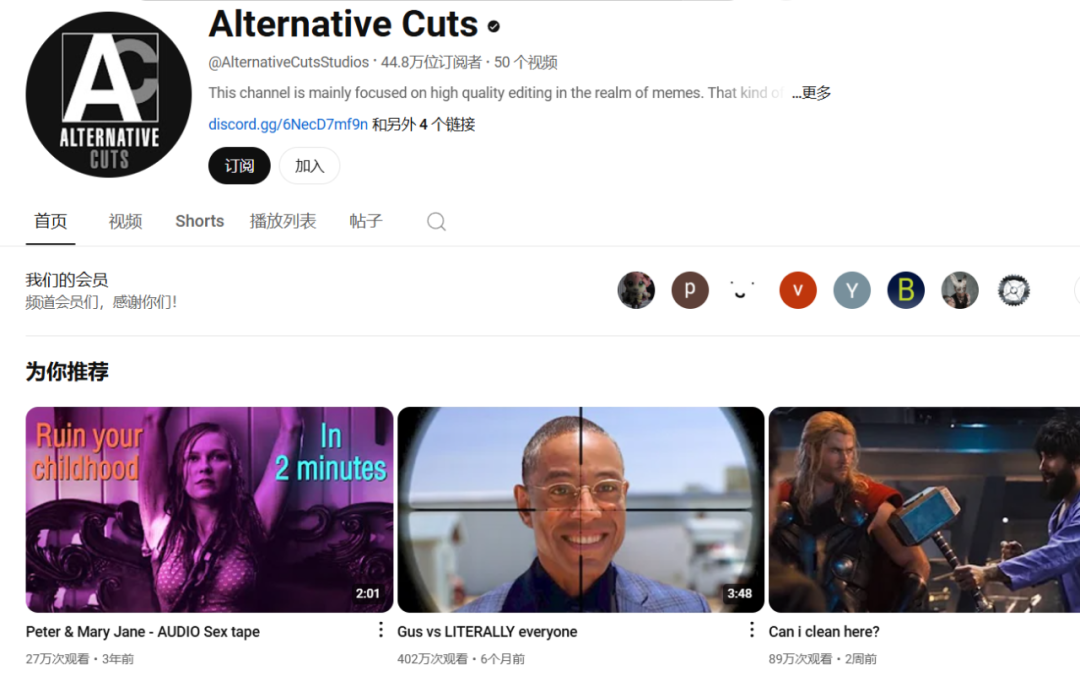 Alternative Cuts
@AlternativeCutsStudios · 44.8万位订阅者 · 50 个视频
This channel is mainly focused on high quality editing in the realm of memes. That kind of ...更多
discord.gg/6NecD7mf9n 和另外 4 个链接
订阅 加入
AC
ALTERNATIVE
CUTS
首页 视频 Shorts 播放列表 帖子
我们的会员
频道会员们，感谢你们！
p v Y B
为你推荐
Ruin your
childhood
In
2 minutes
2:01
3:48
Peter & Mary Jane - AUDIO Sex tape
27万次观看 · 3年前
Gus vs LITERALLY everyone
402万次观看 · 6个月前
Can i clean here?
89万次观看 · 2周前